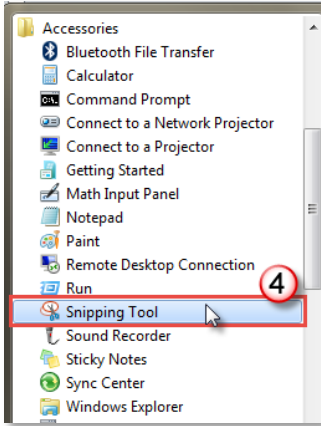 Accessories
Bluetooth File Transfer
Calculator
Command Prompt
Connect to a Network Projector
Connect to a Projector
Getting Started
Math Input Panel
Notepad
Paint
Remote Desktop Connection
Run
4
Snipping Tool
Sound Recorder
Sticky Notes
Sync Center
Windows Explorer